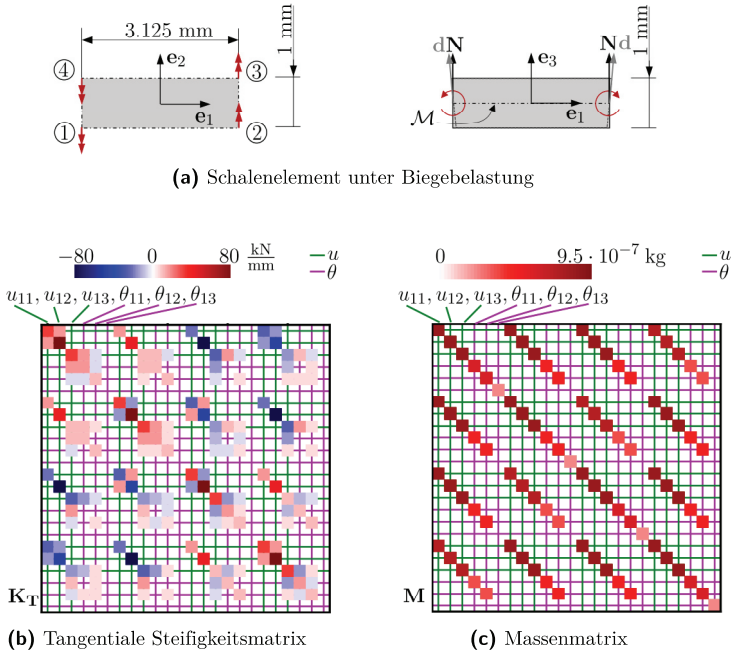 3.125 mm
1 mm
④ e₂ ③
e₁
① ②
dN Nd
e₃
1 mm
e₁
ℳ
(a) Schalenelement unter Biegebelastung
−80 0 80 kN/mm
u
θ
u₁₁, u₁₂, u₁₃, θ₁₁, θ₁₂, θ₁₃
K_T
(b) Tangentiale Steifigkeitsmatrix
0 9.5 · 10⁻⁷ kg
u
θ
u₁₁, u₁₂, u₁₃, θ₁₁, θ₁₂, θ₁₃
M
(c) Massenmatrix